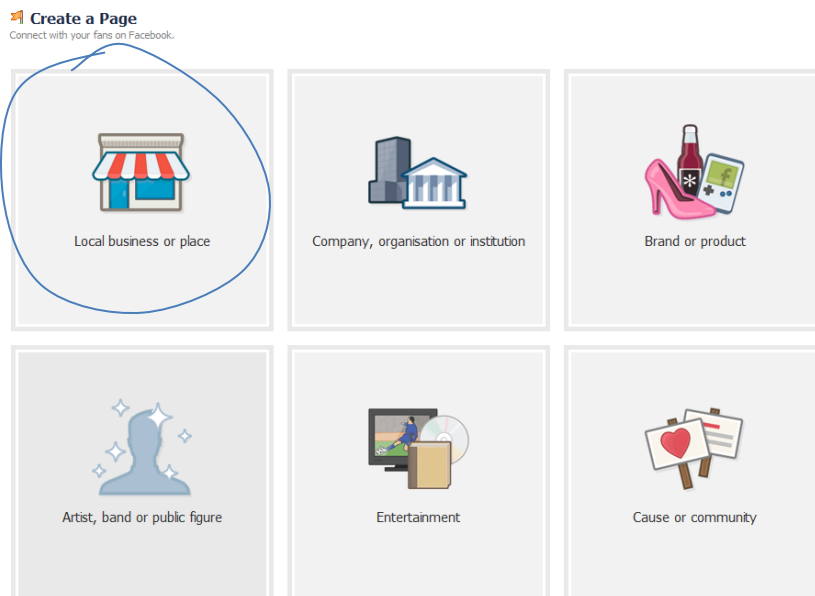 Create a Page
Connect with your fans on Facebook.
Local business or place
Company, organisation or institution
Brand or product
Artist, band or public figure
Entertainment
Cause or community